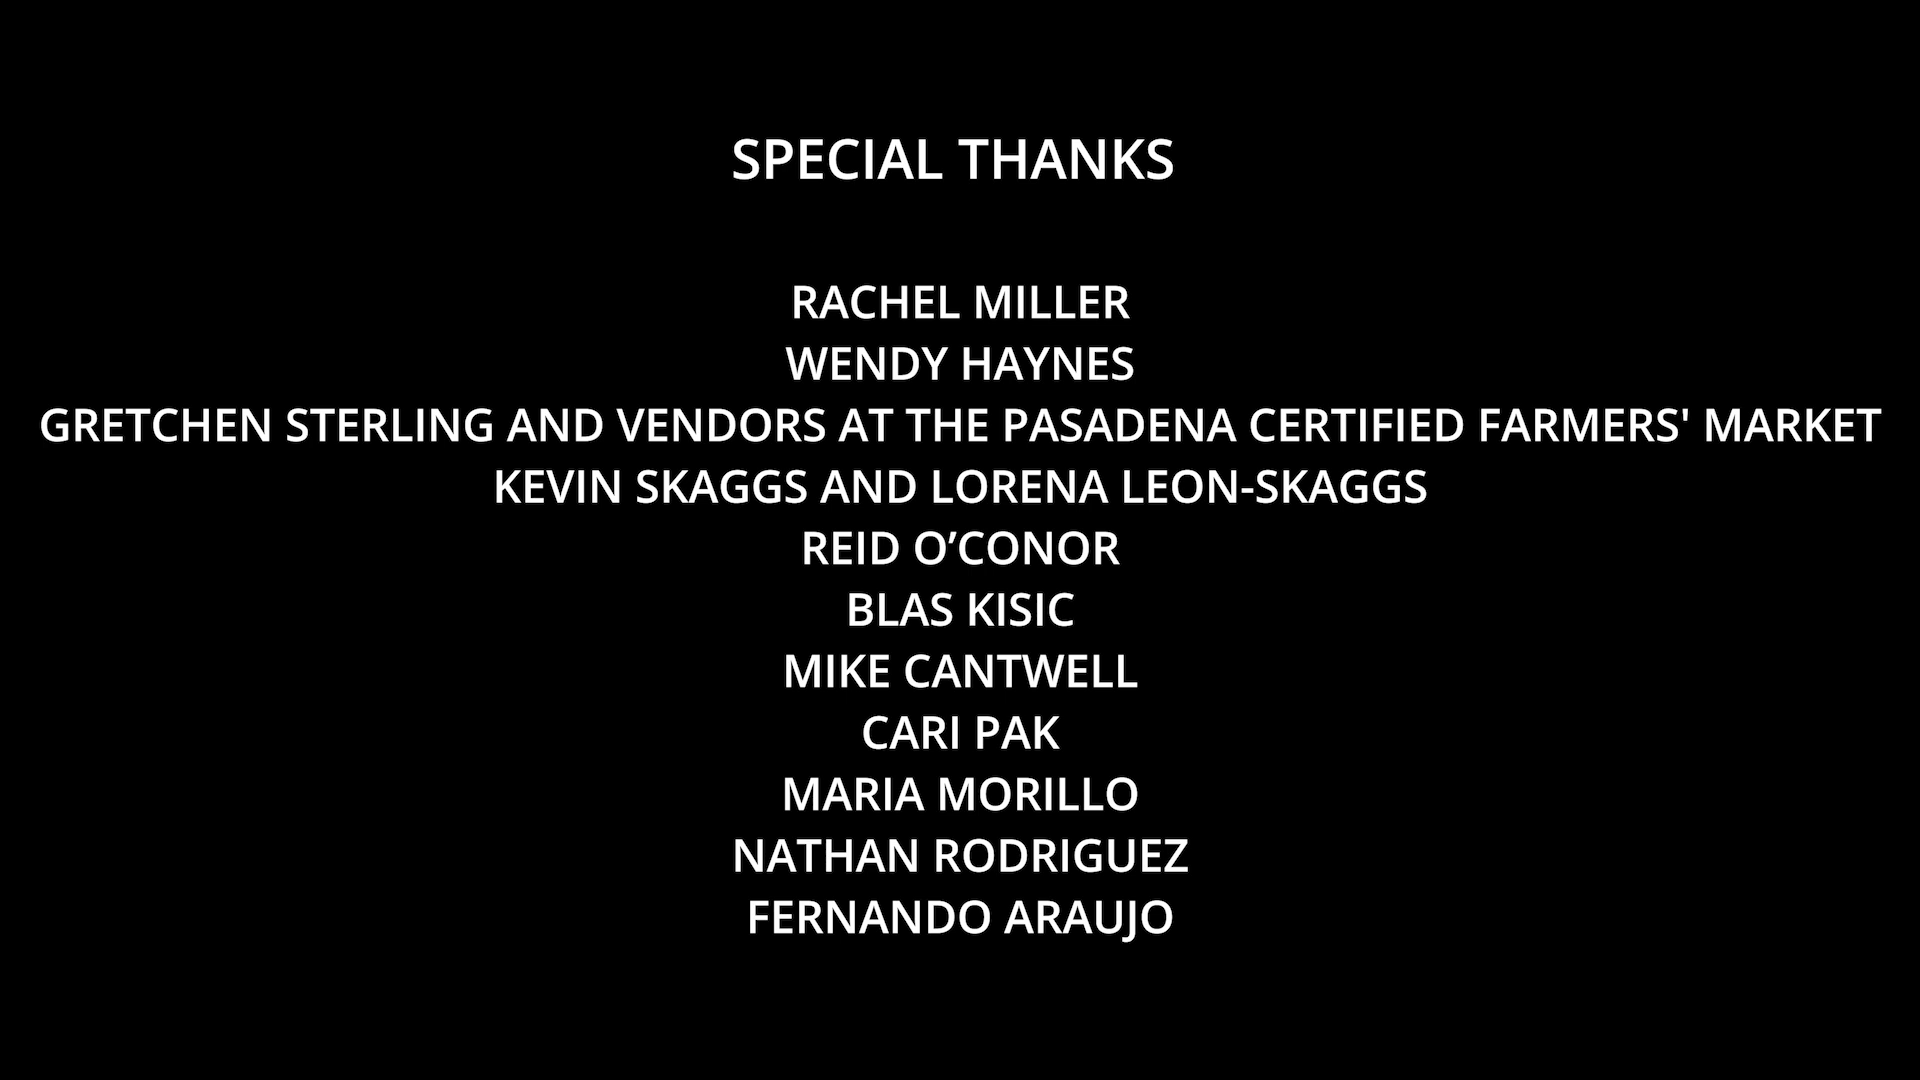 SPECIAL THANKS
RACHEL MILLER
WENDY HAYNES
GRETCHEN STERLING AND VENDORS AT THE PASADENA CERTIFIED FARMERS' MARKET
KEVIN SKAGGS AND LORENA LEON-SKAGGS
REID O’CONOR
BLAS KISIC
MIKE CANTWELL
CARI PAK
MARIA MORILLO
NATHAN RODRIGUEZ
FERNANDO ARAUJO